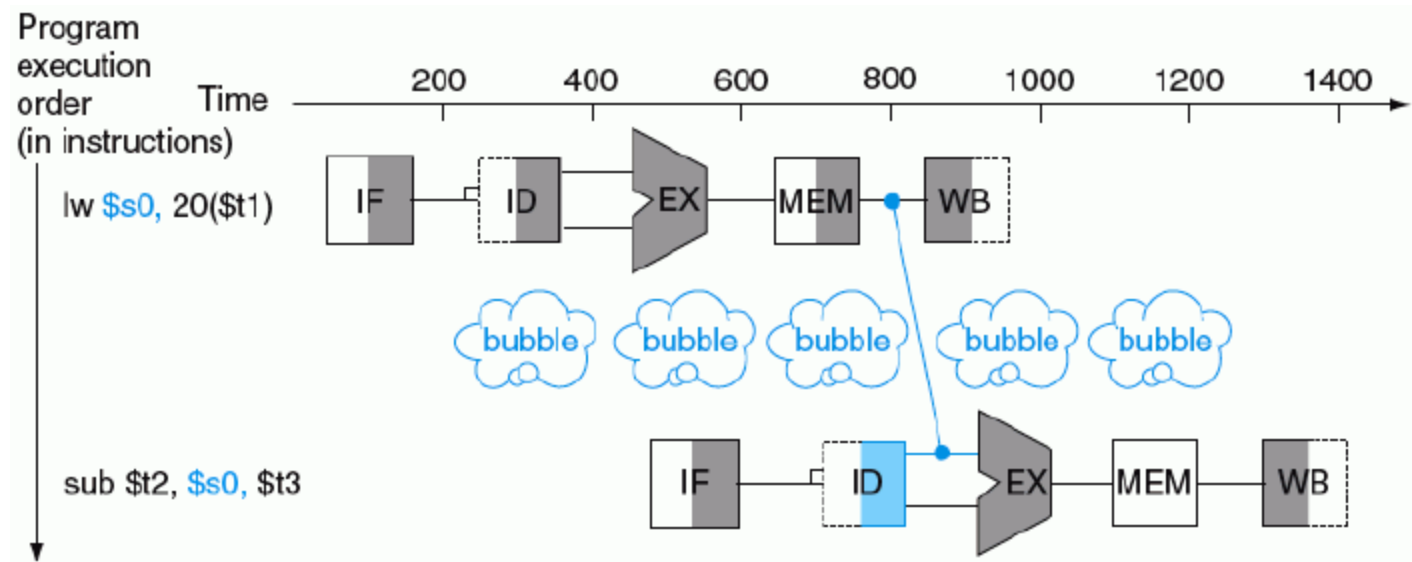 Program
execution
order
(in instructions)
Time
200 400 600 800 1000 1200 1400
lw $s0, 20($t1)
IF ID EX MEM WB
bubble bubble bubble bubble bubble
sub $t2, $s0, $t3
IF ID EX MEM WB